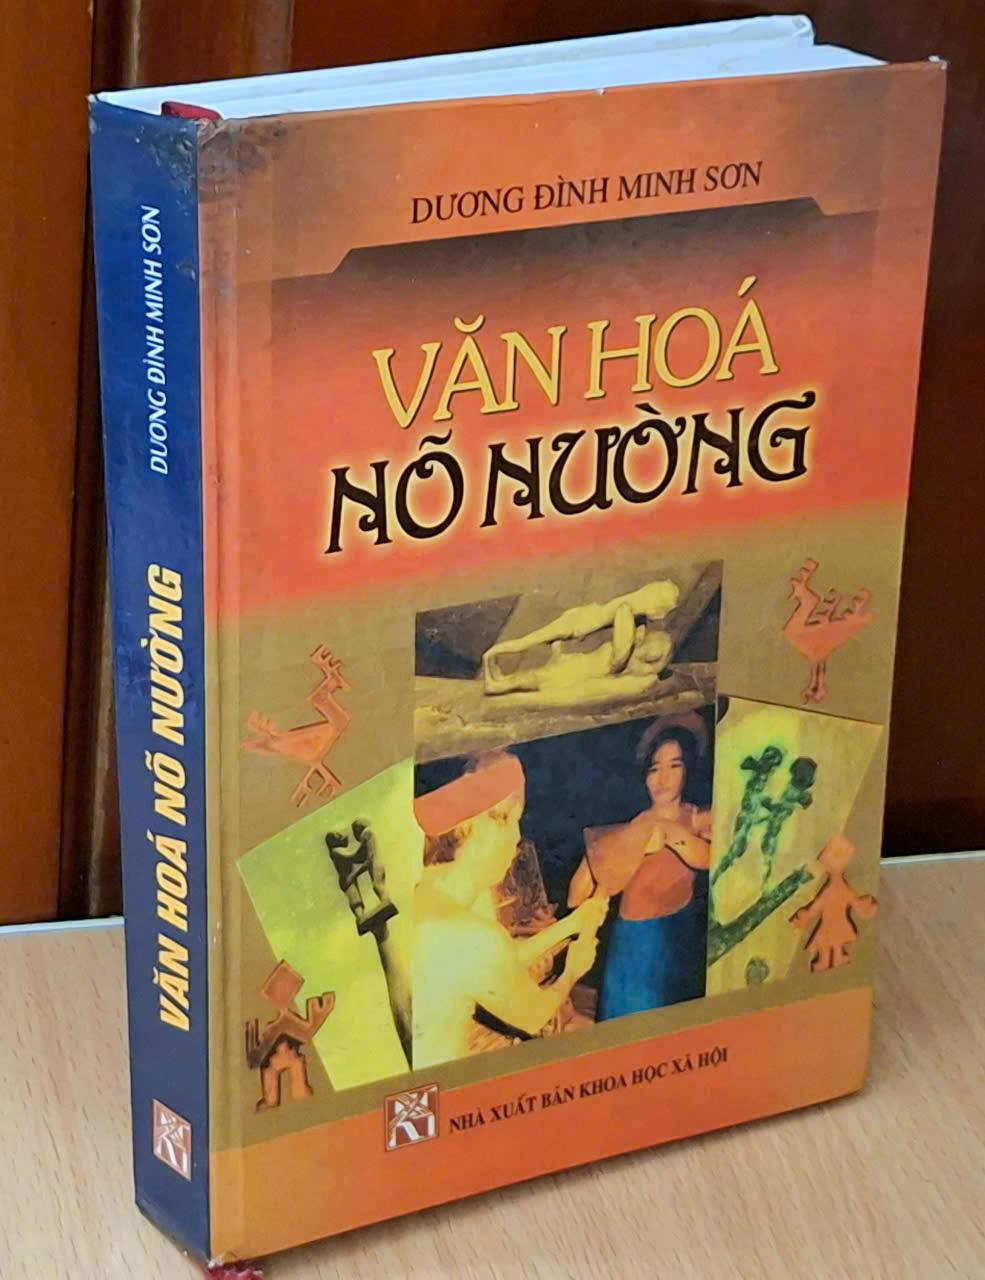 DƯƠNG ĐÌNH MINH SƠN
VĂN HOÁ
NÕ NƯỜNG
NHÀ XUẤT BẢN KHOA HỌC XÃ HỘI
DƯƠNG ĐÌNH MINH SƠN
VĂN HOÁ NÕ NƯỜNG